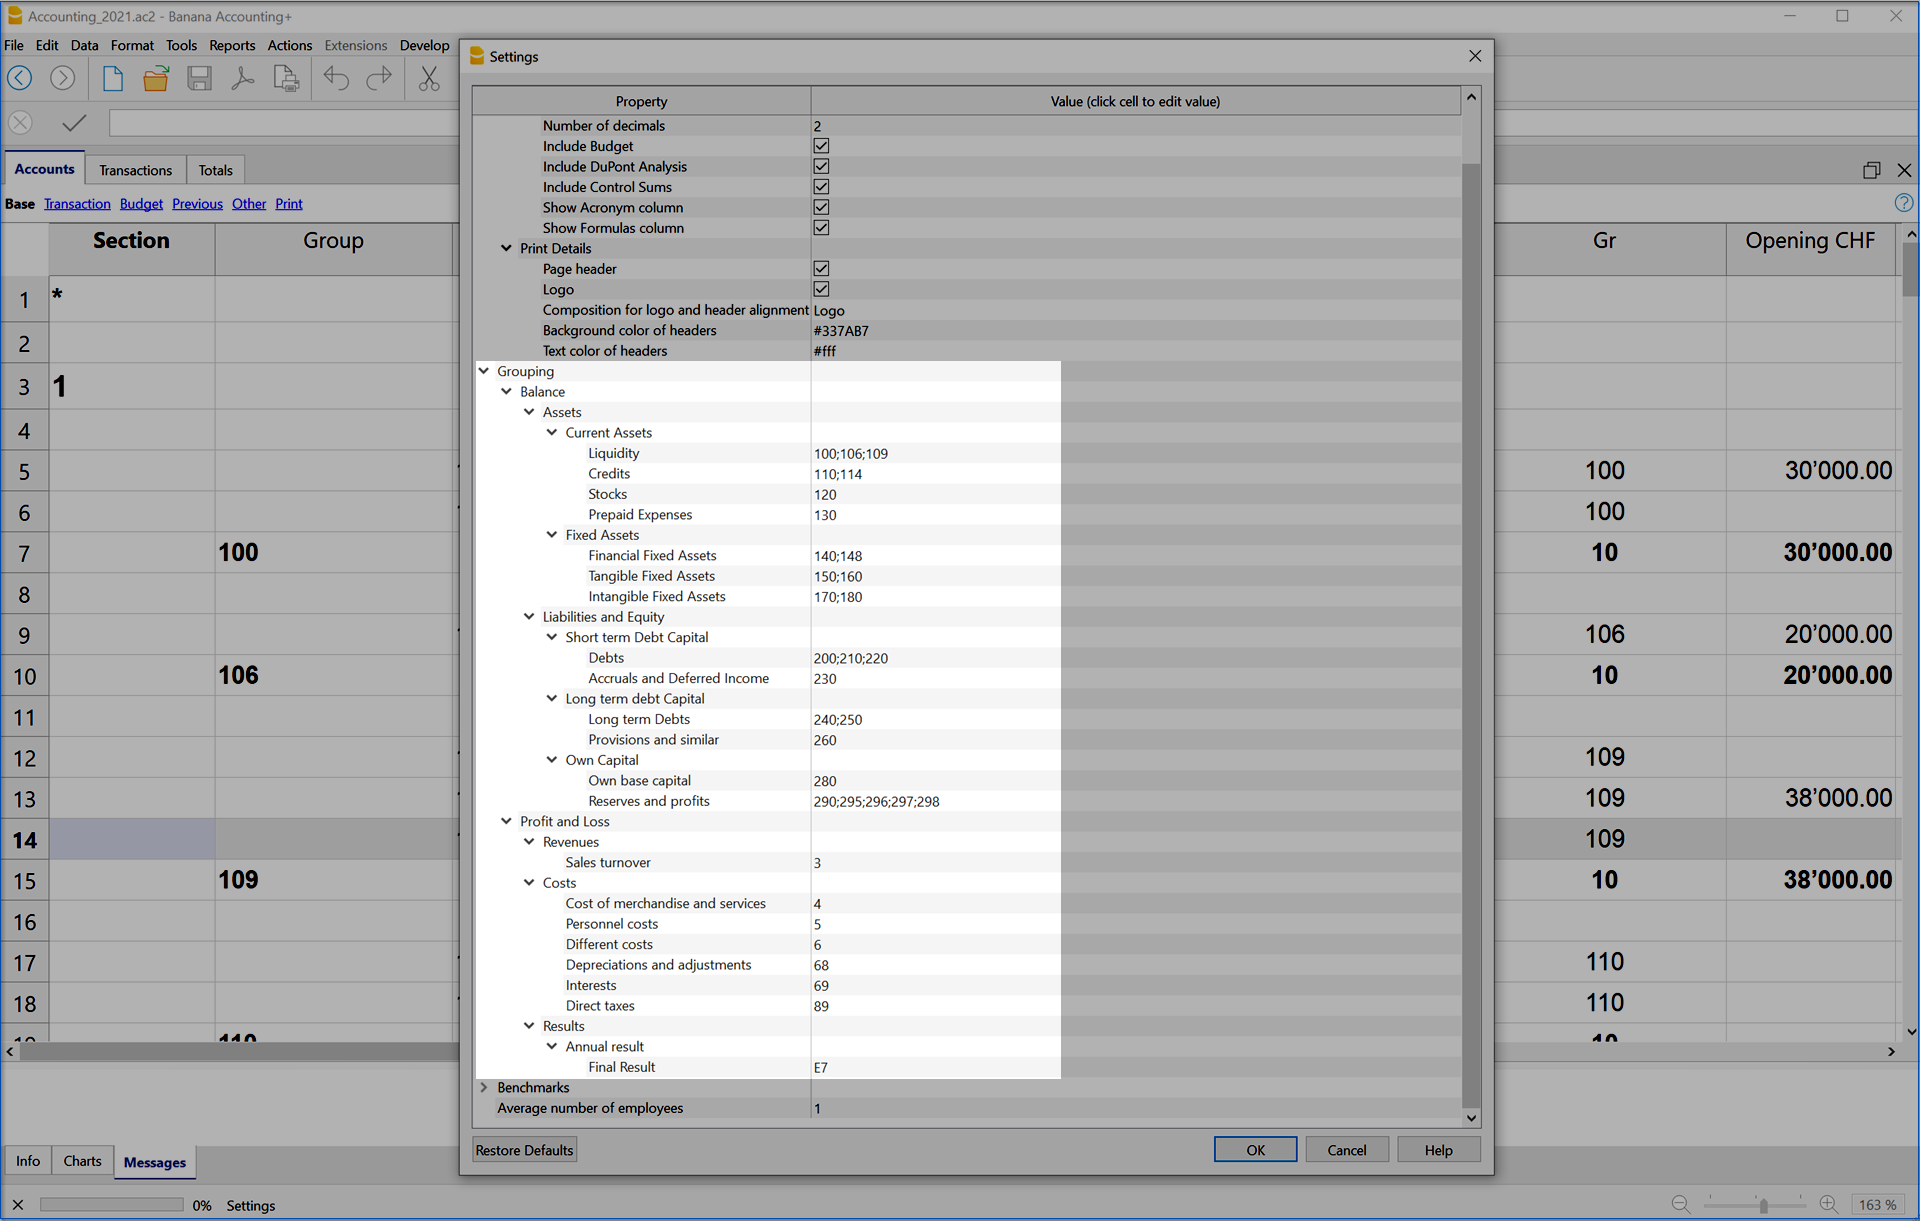 Accounting_2021.ac2 - Banana Accounting+
File Edit Data Format Tools Reports Actions Extensions Develop
Accounts Transactions Totals
Base Transaction Budget Previous Other Print
Section Group Gr Opening CHF
1 *
2
3 1
4
5 100 30’000.00
6 100
7 100 10 30’000.00
8
9 106 20’000.00
10 106 10 20’000.00
11
12 109
13 109 38’000.00
14 109
15 109 10 38’000.00
16
17 110
18 110
19 110 10
Info Charts Messages
0% Settings
163 %
Settings
Property Value (click cell to edit value)
Number of decimals 2
Include Budget
Include DuPont Analysis
Include Control Sums
Show Acronym column
Show Formulas column
Print Details
Page header
Logo
Composition for logo and header alignment Logo
Background color of headers #337AB7
Text color of headers #fff
Grouping
Balance
Assets
Current Assets
Liquidity 100;106;109
Credits 110;114
Stocks 120
Prepaid Expenses 130
Fixed Assets
Financial Fixed Assets 140;148
Tangible Fixed Assets 150;160
Intangible Fixed Assets 170;180
Liabilities and Equity
Short term Debt Capital
Debts 200;210;220
Accruals and Deferred Income 230
Long term debt Capital
Long term Debts 240;250
Provisions and similar 260
Own Capital
Own base capital 280
Reserves and profits 290;295;296;297;298
Profit and Loss
Revenues
Sales turnover 3
Costs
Cost of merchandise and services 4
Personnel costs 5
Different costs 6
Depreciations and adjustments 68
Interests 69
Direct taxes 89
Results
Annual result
Final Result E7
Benchmarks
Average number of employees 1
Restore Defaults OK Cancel Help